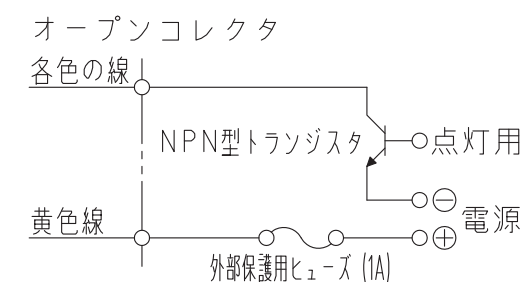 オープンコレクタ
各色の線
NPN型トランジスタ
点灯用
⊖
電源
黄色線
⊕
外部保護用ヒューズ (1A)